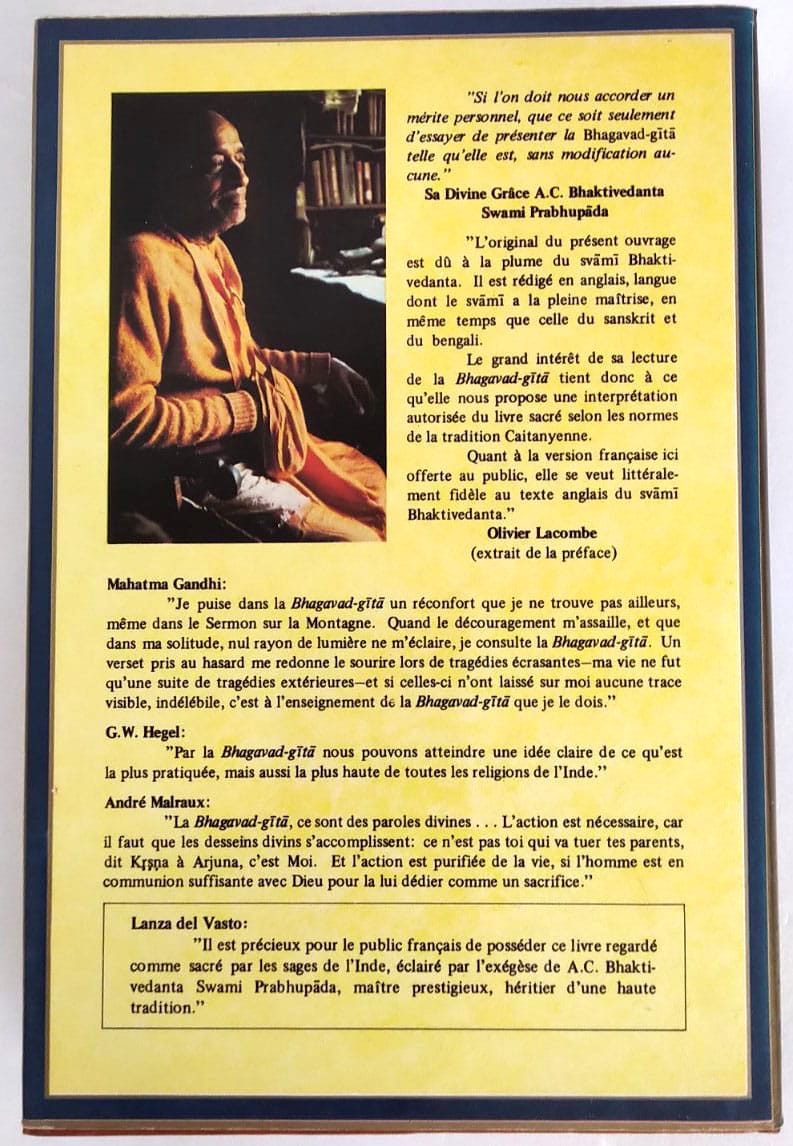 "Si l'on doit nous accorder un
mérite personnel, que ce soit seulement
d'essayer de présenter la Bhagavad-gītā
telle qu'elle est, sans modification au-
cune."
Sa Divine Grâce A.C. Bhaktivedanta
Swami Prabhupāda
"L'original du présent ouvrage
est dû à la plume du svāmī Bhakti-
vedanta. Il est rédigé en anglais, langue
dont le svāmī a la pleine maîtrise, en
même temps que celle du sanskrit et
du bengali.
Le grand intérêt de sa lecture
de la Bhagavad-gītā tient donc à ce
qu'elle nous propose une interprétation
autorisée du livre sacré selon les normes
de la tradition Caitanyenne.
Quant à la version française ici
offerte au public, elle se veut littérale-
ment fidèle au texte anglais du svāmī
Bhaktivedanta."
Olivier Lacombe
(extrait de la préface)
Mahatma Gandhi:
"Je puise dans la Bhagavad-gītā un réconfort que je ne trouve pas ailleurs,
même dans le Sermon sur la Montagne. Quand le découragement m'assaille, et que
dans ma solitude, nul rayon de lumière ne m'éclaire, je consulte la Bhagavad-gītā. Un
verset pris au hasard me redonne le sourire lors de tragédies écrasantes—ma vie ne fut
qu'une suite de tragédies extérieures—et si celles-ci n'ont laissé sur moi aucune trace
visible, indélébile, c'est à l'enseignement de la Bhagavad-gītā que je le dois."
G.W. Hegel:
"Par la Bhagavad-gītā nous pouvons atteindre une idée claire de ce qu'est
la plus pratiquée, mais aussi la plus haute de toutes les religions de l'Inde."
André Malraux:
"La Bhagavad-gītā, ce sont des paroles divines . . . L'action est nécessaire, car
il faut que les desseins divins s'accomplissent: ce n'est pas toi qui va tuer tes parents,
dit Kṛṣṇa à Arjuna, c'est Moi. Et l'action est purifiée de la vie, si l'homme est en
communion suffisante avec Dieu pour la lui dédier comme un sacrifice."
Lanza del Vasto:
"Il est précieux pour le public français de posséder ce livre regardé
comme sacré par les sages de l'Inde, éclairé par l'exégèse de A.C. Bhakti-
vedanta Swami Prabhupāda, maître prestigieux, héritier d'une haute
tradition."